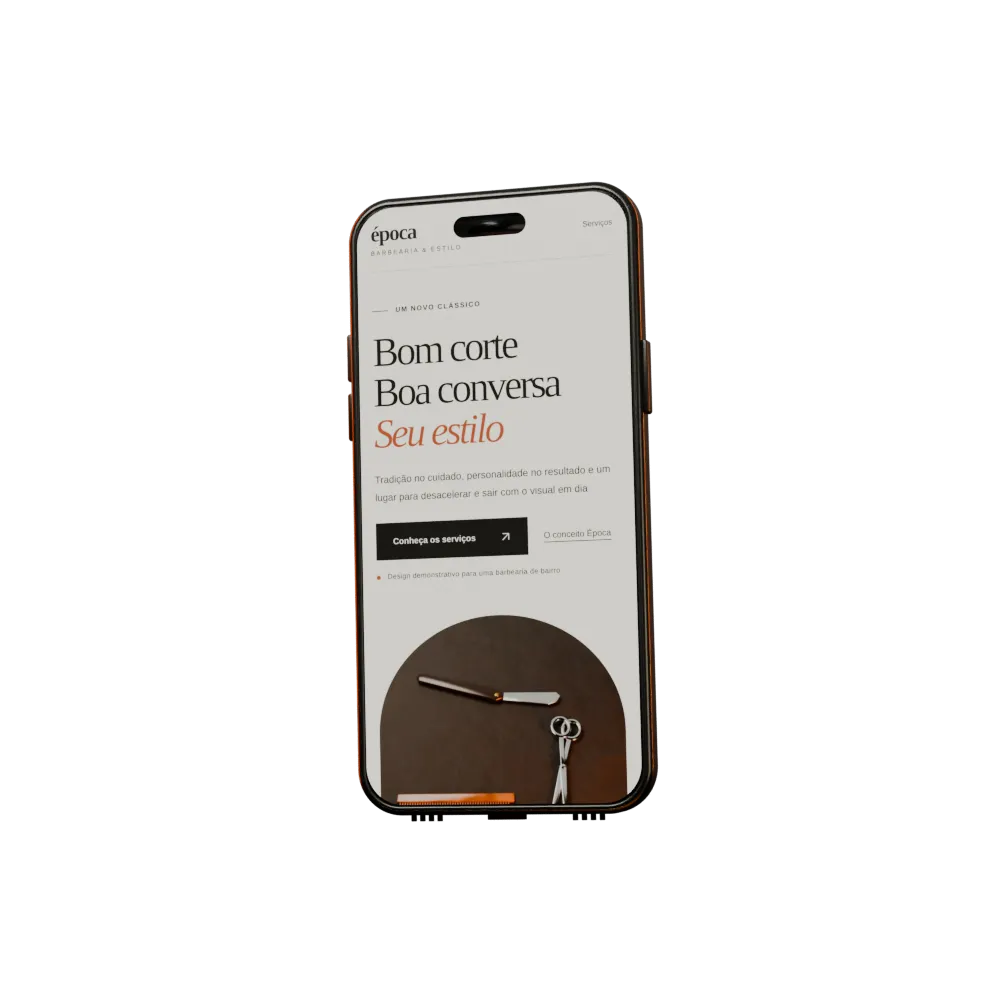 época
BARBEARIA & ESTILO
Serviços
UM NOVO CLÁSSICO
Bom corte
Boa conversa
Seu estilo
Tradição no cuidado, personalidade no resultado e um
lugar para desacelerar e sair com o visual em dia
Conheça os serviços
O conceito Época
Design demonstrativo para uma barbearia de bairro